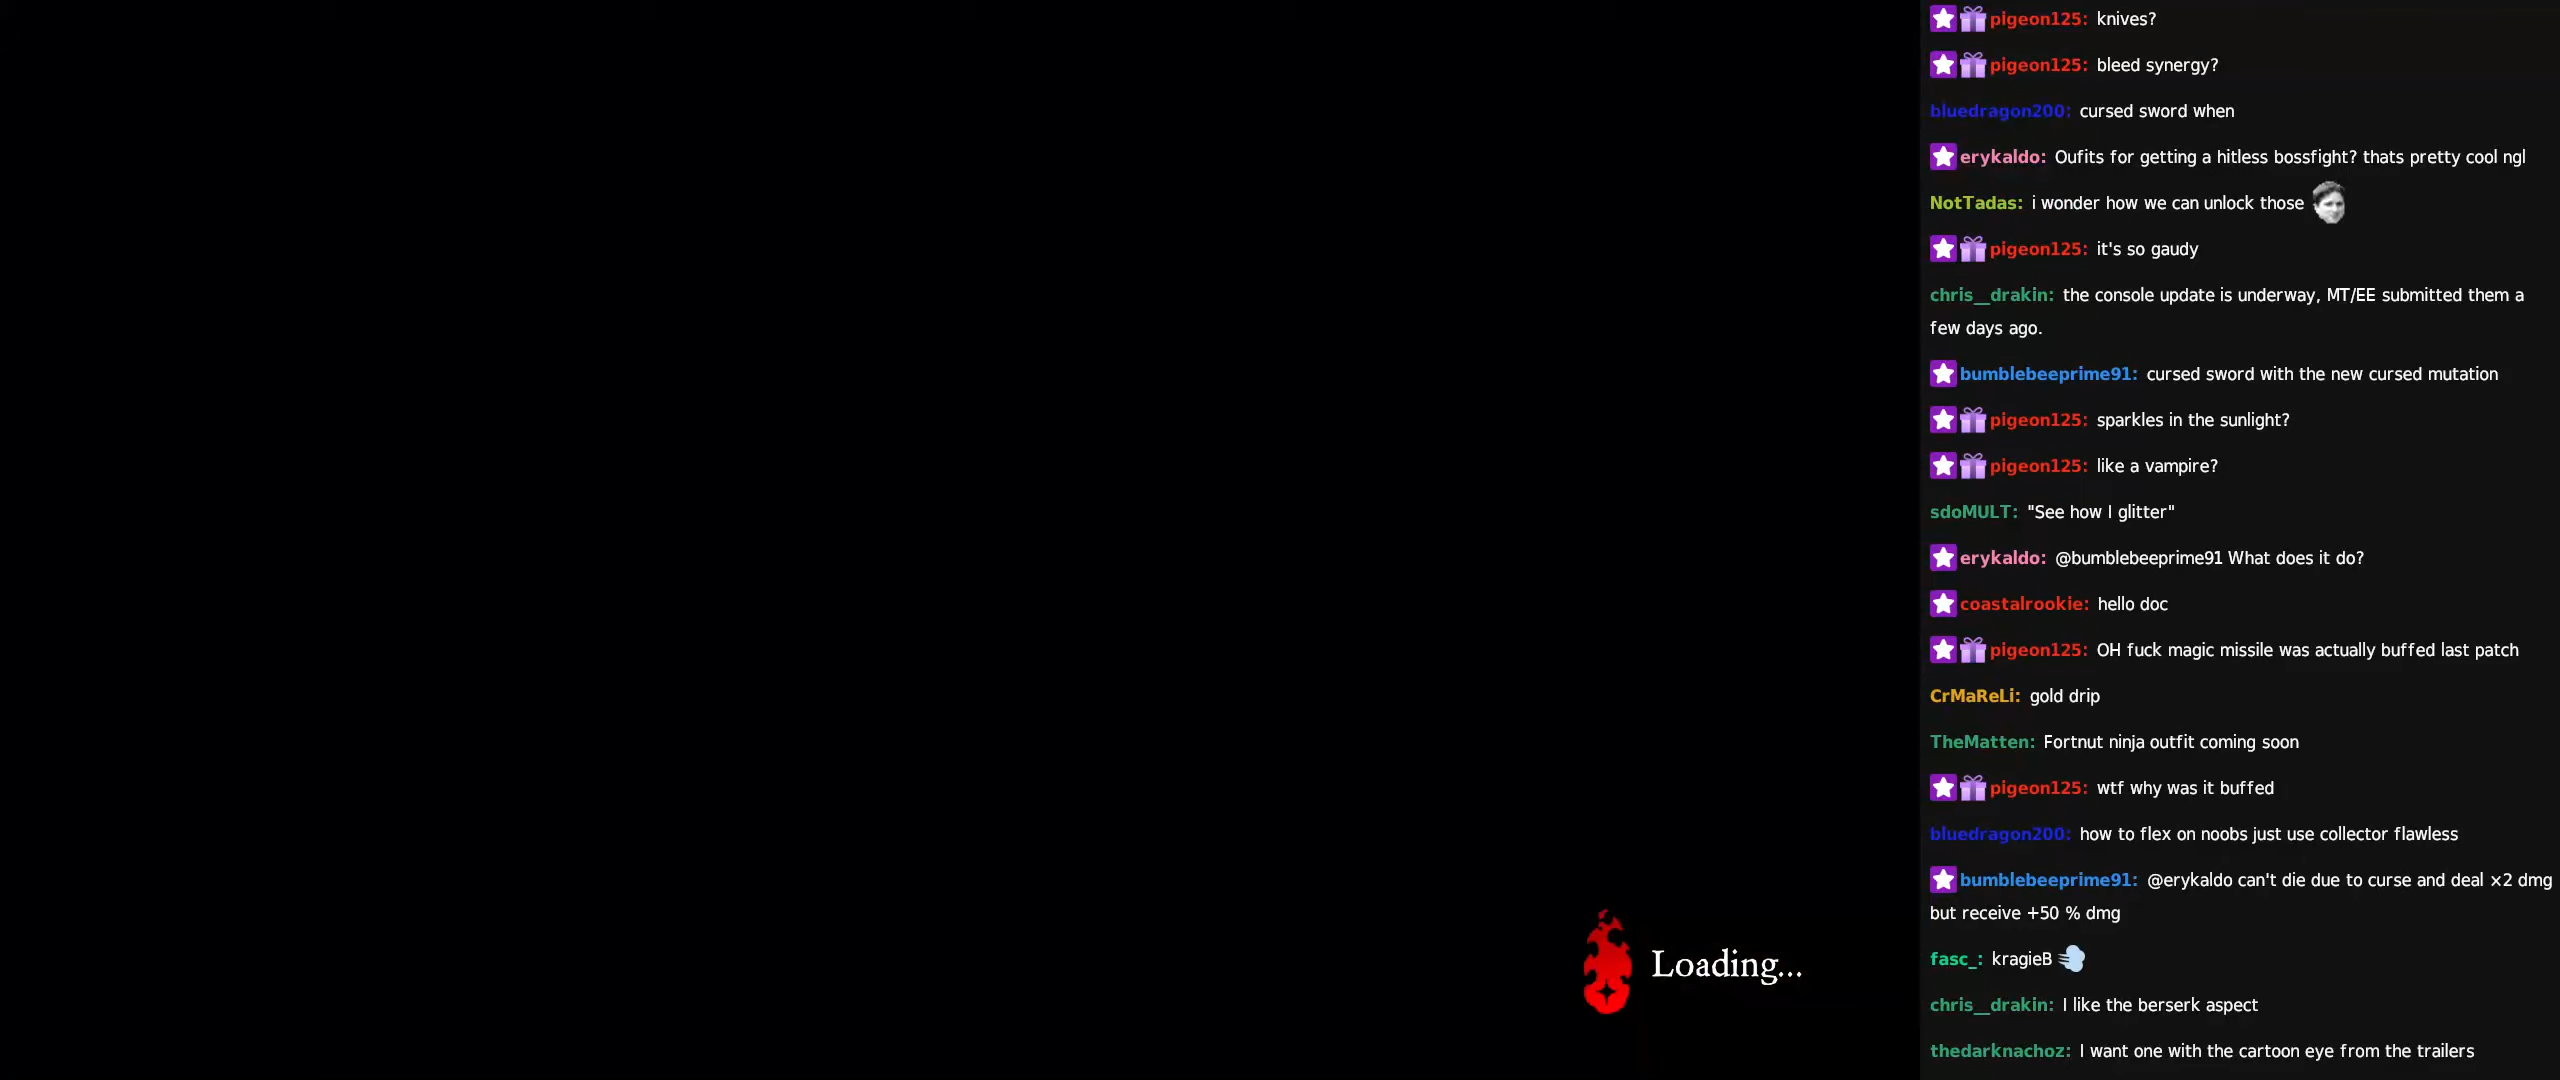 pigeon125: knives?
pigeon125: bleed synergy?
bluedragon200: cursed sword when
erykaldo: Oufits for getting a hitless bossfight? thats pretty cool ngl
NotTadas: i wonder how we can unlock those
pigeon125: it's so gaudy
chris__drakin: the console update is underway, MT/EE submitted them a
few days ago.
bumblebeeprime91: cursed sword with the new cursed mutation
pigeon125: sparkles in the sunlight?
pigeon125: like a vampire?
sdoMULT: "See how I glitter"
erykaldo: @bumblebeeprime91 What does it do?
coastalrookie: hello doc
pigeon125: OH fuck magic missile was actually buffed last patch
CrMaReLi: gold drip
TheMatten: Fortnut ninja outfit coming soon
pigeon125: wtf why was it buffed
bluedragon200: how to flex on noobs just use collector flawless
bumblebeeprime91: @erykaldo can't die due to curse and deal ×2 dmg
but receive +50 % dmg
fasc_: kragieB
chris__drakin: I like the berserk aspect
thedarknachoz: I want one with the cartoon eye from the trailers
Loading...